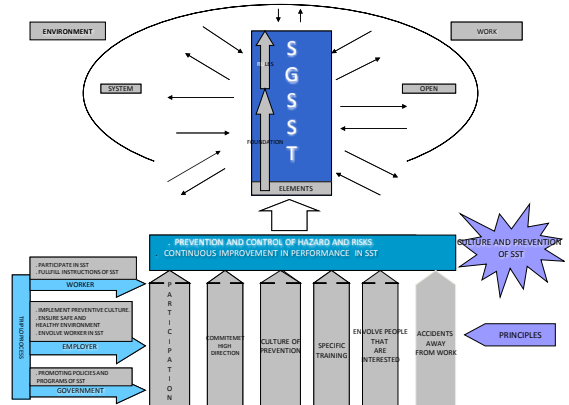 ENVIRONMENT
WORK
SYSTEM
OPEN
SGSST
FOUNDATION
ELEMENTS
. PREVENTION AND CONTROL OF HAZARD AND RISKS
. CONTINUOUS IMPROVEMENT IN PERFORMANCE IN SST
CULTURE AND PREVENTION
OF SST
. PARTICIPATE IN SST
. FULLFILL INSTRUCTIONS OF SST
WORKER
. IMPLEMENT PREVENTIVE CULTURE.
. ENSURE SAFE AND
HEALTHY ENVIRONMENT
. ENVOLVE WORKER IN SST
EMPLOYER
. PROMOTING POLICIES AND
PROGRAMS OF SST
GOVERNMENT
PARTICIPATION
COMMITEMET
HIGH
DIRECTION
CULTURE OF
PREVENTION
SPECIFIC
TRAINING
ENVOLVE PEOPLE
THAT
ARE
INTERESTED
ACCIDENTS
AWAY
FROM WORK
PRINCIPLES